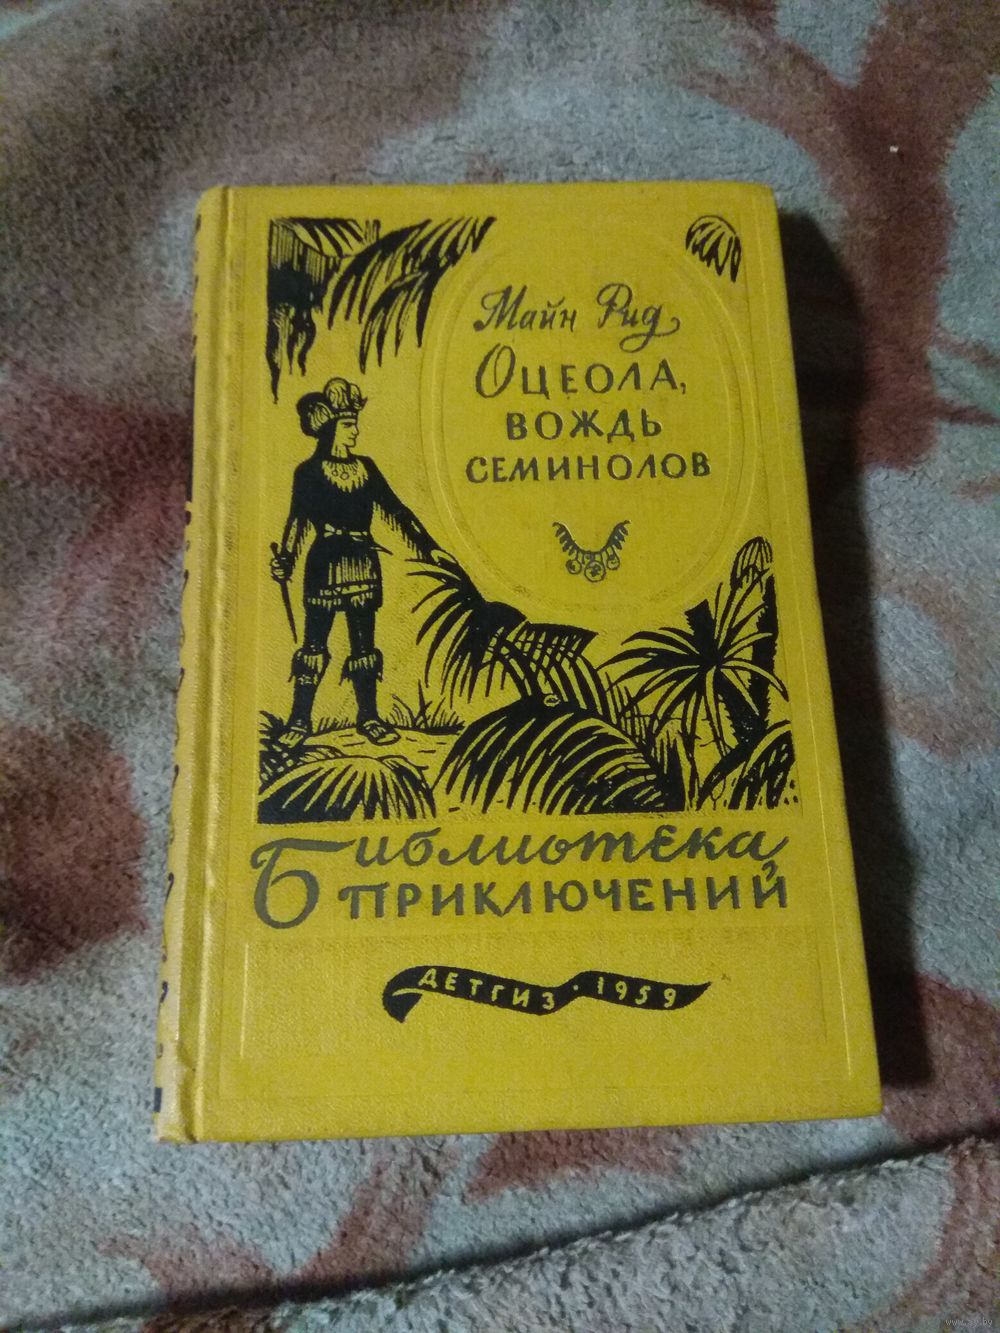 Майн Рид
Оцеола,
вождь
семинолов
Библиотека
приключений
ДЕТГИЗ · 1959